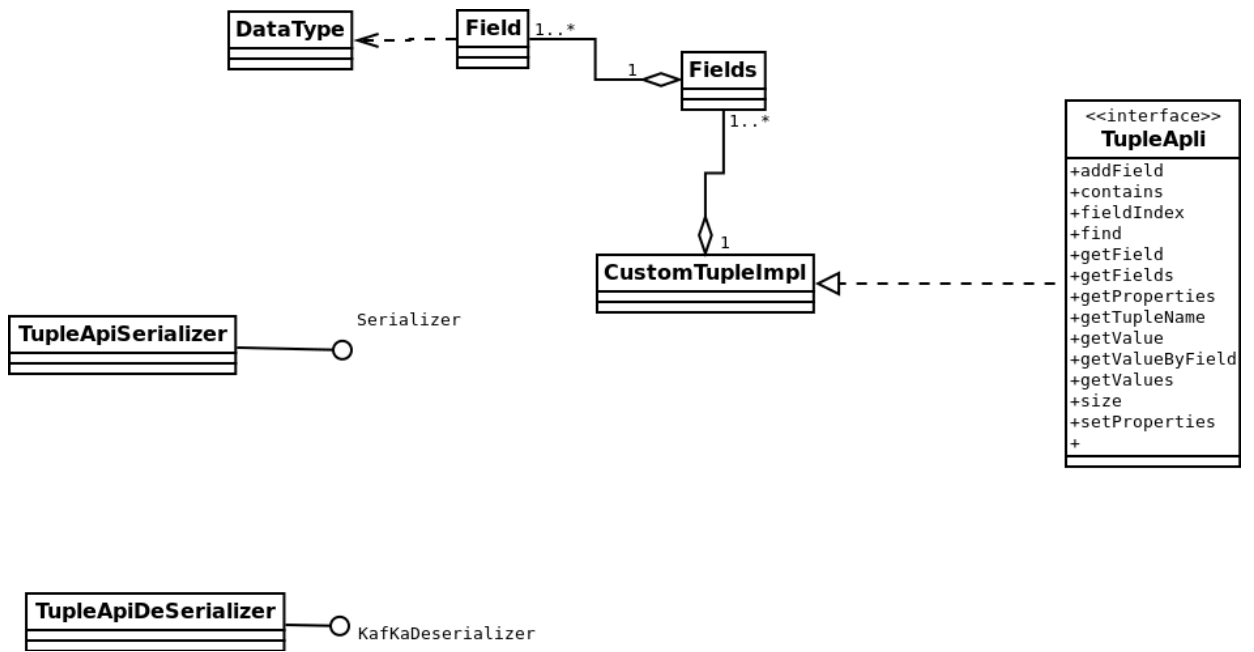 DataType
Field
1..*
1
Fields
1..*
<<interface>>
TupleApli
+addField
+contains
+fieldIndex
+find
+getField
+getFields
+getProperties
+getTupleName
+getValue
+getValueByField
+getValues
+size
+setProperties
+
1
CustomTupleImpl
TupleApiSerializer
Serializer
TupleApiDeSerializer
KafKaDeserializer